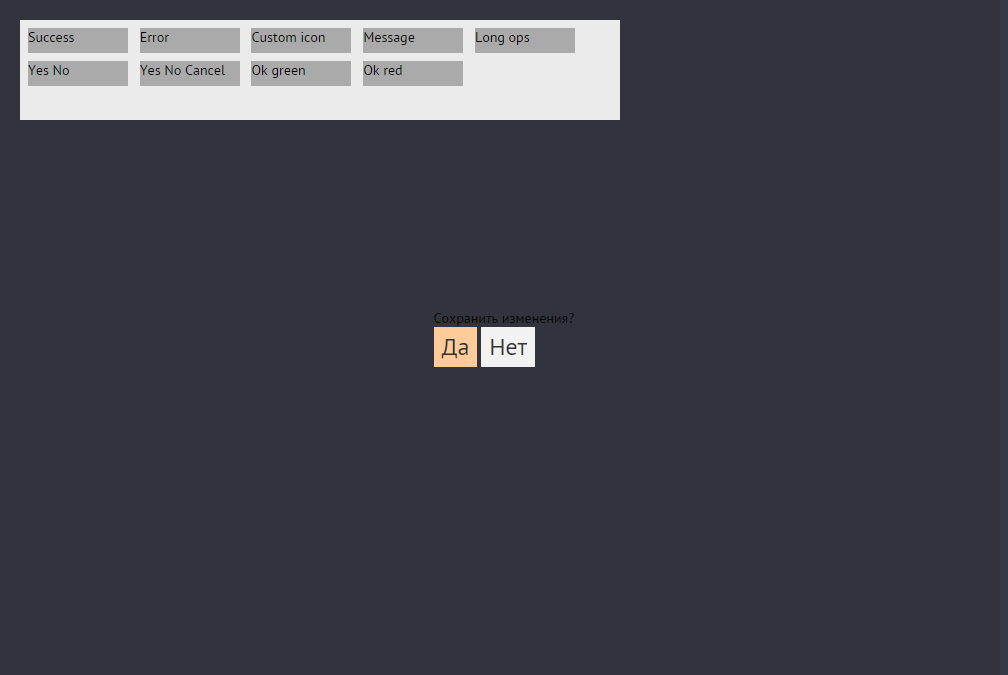 Success Error Custom icon Message Long ops
Yes No Yes No Cancel Ok green Ok red
Сохранить изменения?
Да Нет